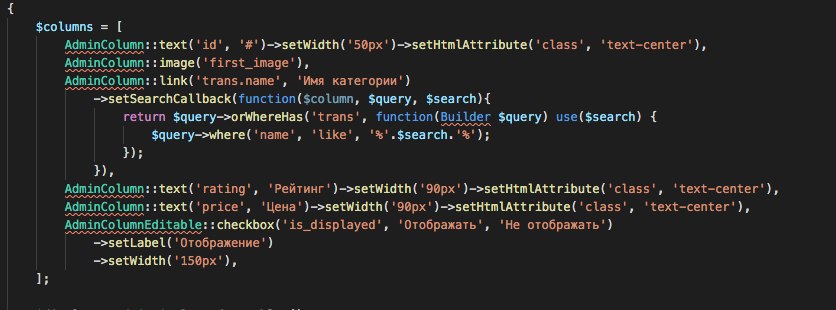 {
$columns = [
AdminColumn::text('id', '#')->setWidth('50px')->setHtmlAttribute('class', 'text-center'),
AdminColumn::image('first_image'),
AdminColumn::link('trans.name', 'Имя категории')
->setSearchCallback(function($column, $query, $search){
return $query->orWhereHas('trans', function(Builder $query) use($search) {
$query->where('name', 'like', '%'.$search.'%');
});
}),
AdminColumn::text('rating', 'Рейтинг')->setWidth('90px')->setHtmlAttribute('class', 'text-center'),
AdminColumn::text('price', 'Цена')->setWidth('90px')->setHtmlAttribute('class', 'text-center'),
AdminColumnEditable::checkbox('is_displayed', 'Отображать', 'Не отображать')
->setLabel('Отображение')
->setWidth('150px'),
];